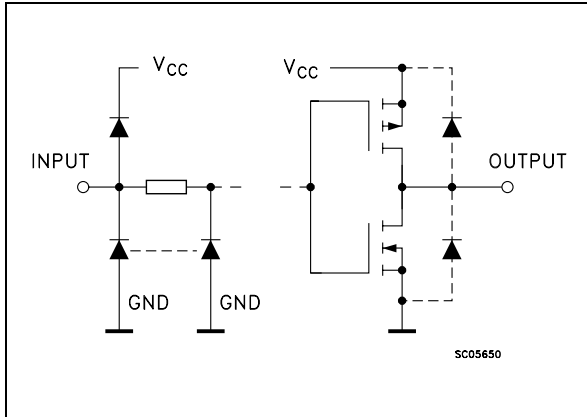 VCC
VCC
INPUT
OUTPUT
GND
GND
SC05650